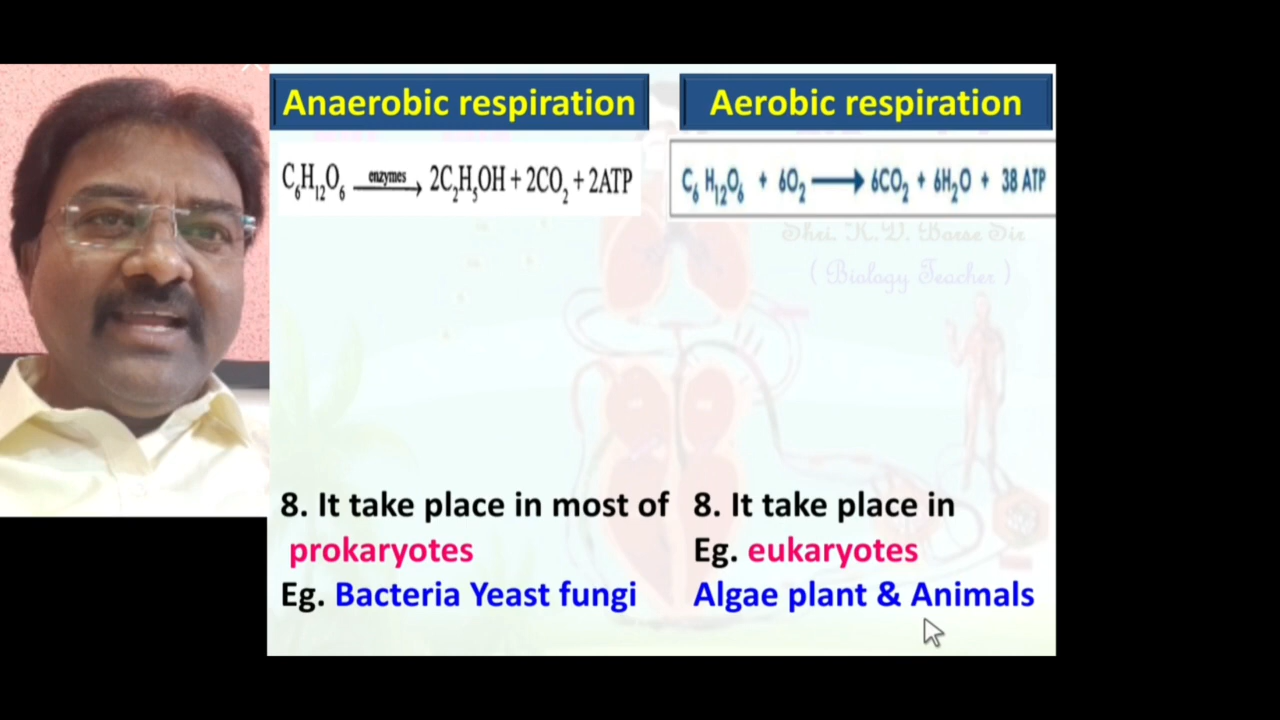 Anaerobic respiration
C₆H₁₂O₆ enzymes → 2C₂H₅OH + 2CO₂ + 2ATP
8. It take place in most of
prokaryotes
Eg. Bacteria Yeast fungi
Aerobic respiration
C₆ H₁₂O₆ + 6O₂ → 6CO₂ + 6H₂O + 38 ATP
Shri. K.V. Borse Sir
( Biology Teacher )
8. It take place in
Eg. eukaryotes
Algae plant & Animals